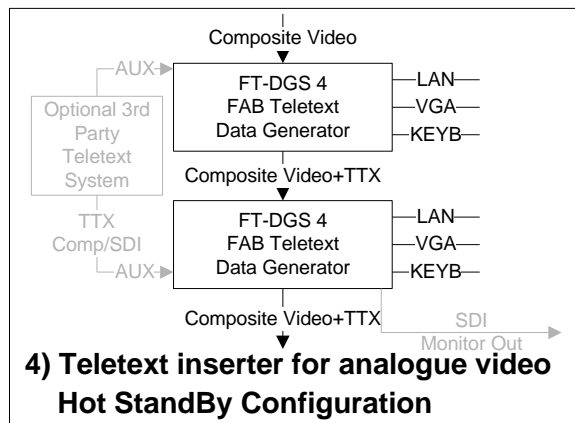 Composite Video
AUX
FT-DGS 4
FAB Teletext
Data Generator
LAN
VGA
KEYB
Optional 3rd
Party
Teletext
System
Composite Video+TTX
TTX
Comp/SDI
AUX
FT-DGS 4
FAB Teletext
Data Generator
LAN
VGA
KEYB
Composite Video+TTX
SDI
Monitor Out
4) Teletext inserter for analogue video
Hot StandBy Configuration